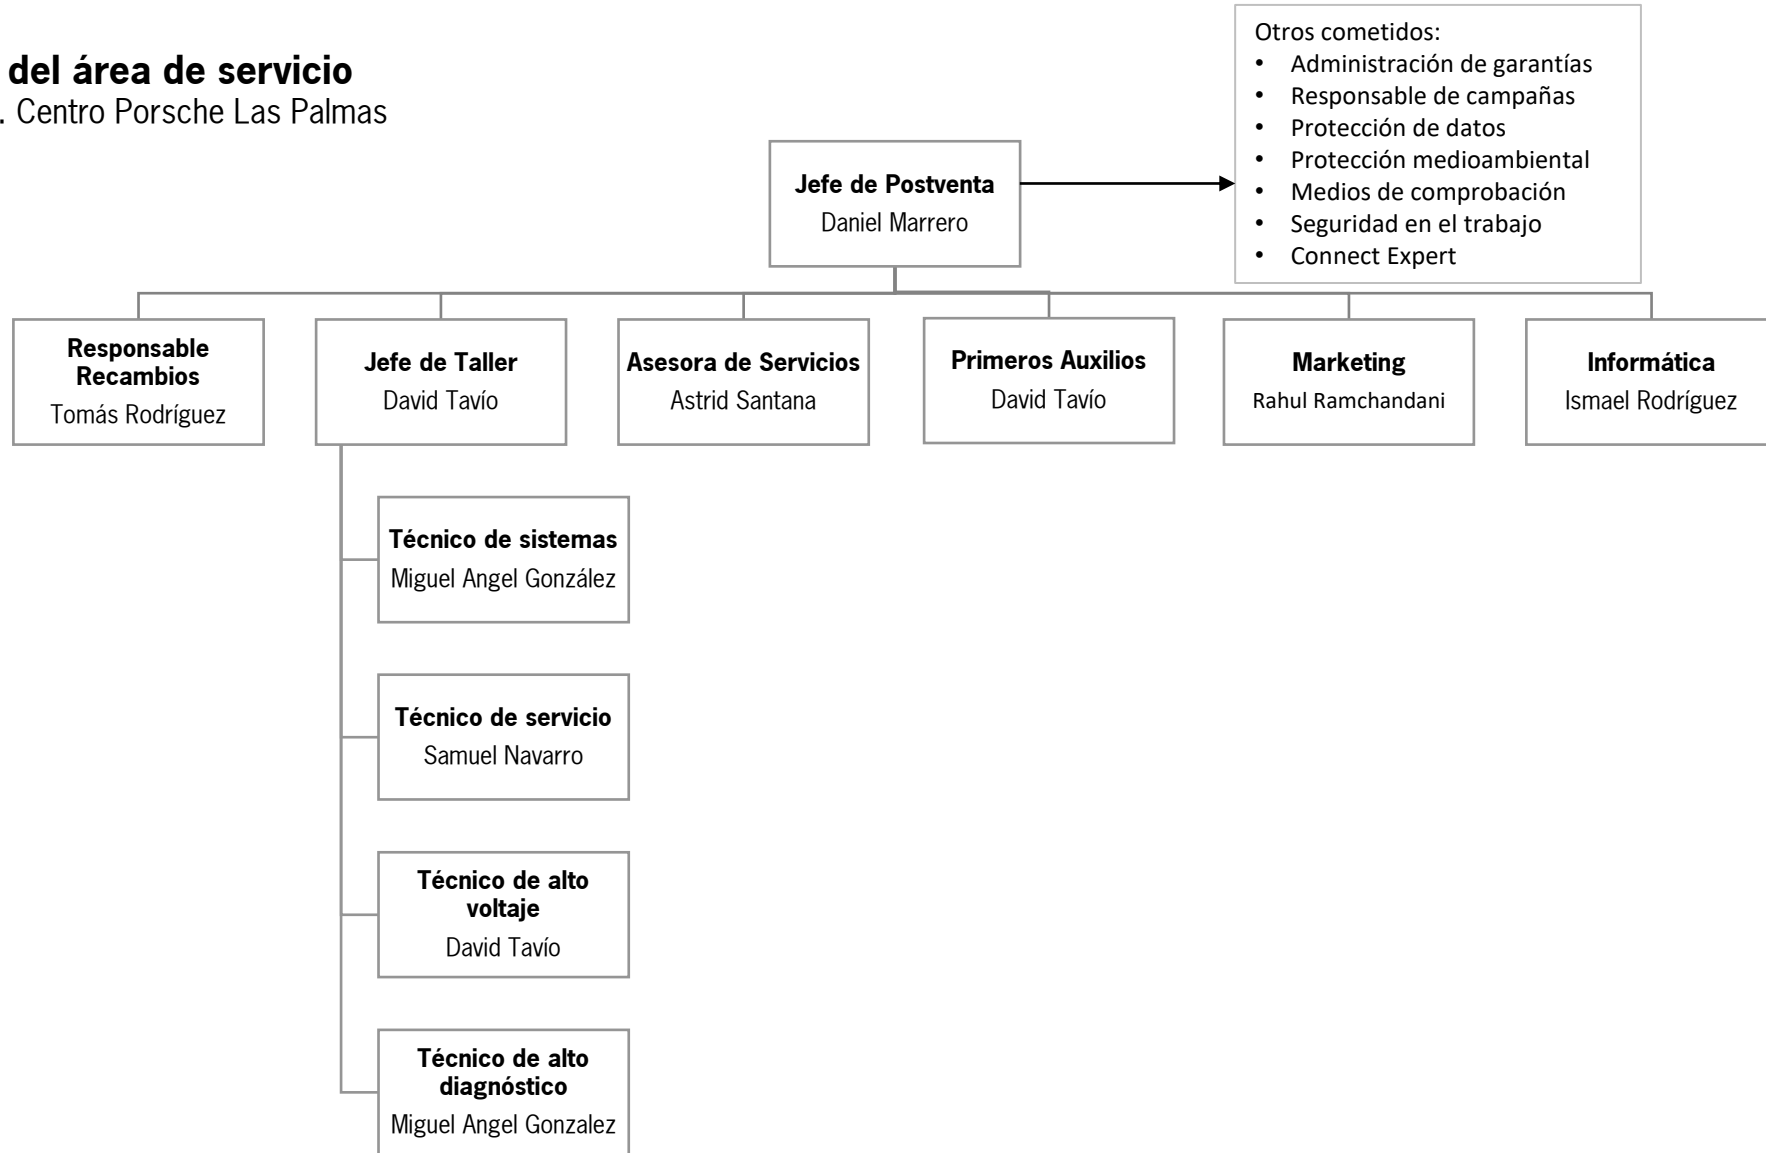 del área de servicio
. Centro Porsche Las Palmas
Otros cometidos:
• Administración de garantías
• Responsable de campañas
• Protección de datos
• Protección medioambiental
• Medios de comprobación
• Seguridad en el trabajo
• Connect Expert
Jefe de Postventa
Daniel Marrero
Responsable
Recambios
Tomás Rodríguez
Jefe de Taller
David Tavío
Asesora de Servicios
Astrid Santana
Primeros Auxilios
David Tavío
Marketing
Rahul Ramchandani
Informática
Ismael Rodríguez
Técnico de sistemas
Miguel Angel González
Técnico de servicio
Samuel Navarro
Técnico de alto
voltaje
David Tavío
Técnico de alto
diagnóstico
Miguel Angel Gonzalez